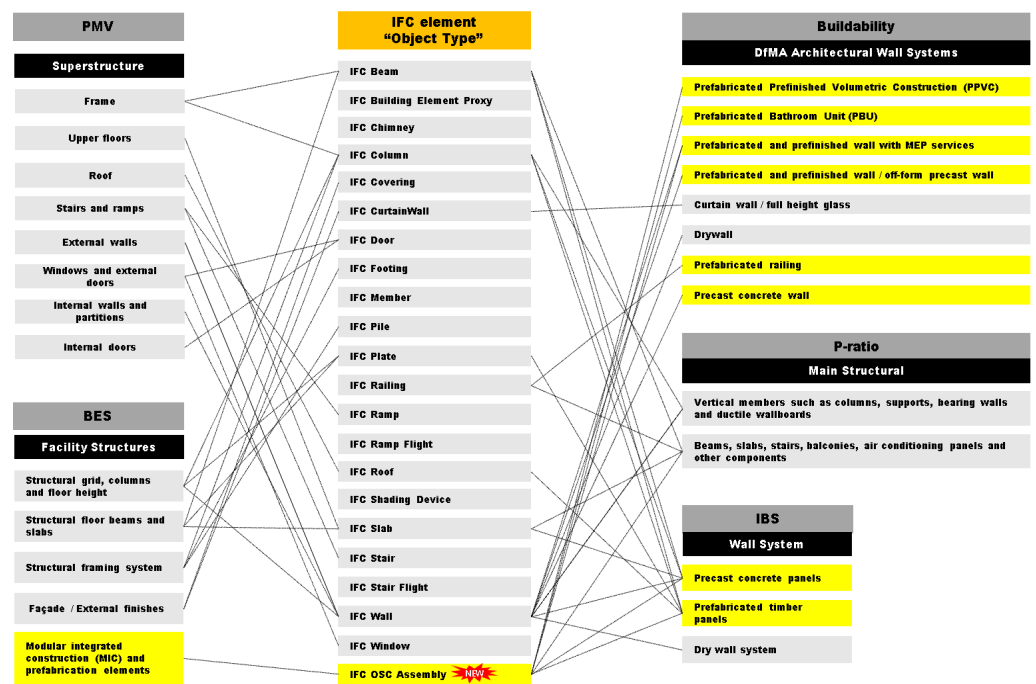 PMV
Superstructure
Frame
Upper floors
Roof
Stairs and ramps
External walls
Windows and external
doors
Internal walls and
partitions
Internal doors
BES
Facility Structures
Structural grid, columns
and floor height
Structural floor beams and
slabs
Structural framing system
Façade / External finishes
Modular integrated
construction (MIC) and
prefabrication elements
IFC element
“Object Type”
IFC Beam
IFC Building Element Proxy
IFC Chimney
IFC Column
IFC Covering
IFC CurtainWall
IFC Door
IFC Footing
IFC Member
IFC Pile
IFC Plate
IFC Railing
IFC Ramp
IFC Ramp Flight
IFC Roof
IFC Shading Device
IFC Slab
IFC Stair
IFC Stair Flight
IFC Wall
IFC Window
IFC OSC Assembly NEW
Buildability
DfMA Architectural Wall Systems
Prefabricated Prefinished Volumetric Construction (PPVC)
Prefabricated Bathroom Unit (PBU)
Prefabricated and prefinished wall with MEP services
Prefabricated and prefinished wall / off-form precast wall
Curtain wall / full height glass
Drywall
Prefabricated railing
Precast concrete wall
P-ratio
Main Structural
Vertical members such as columns, supports, bearing walls
and ductile wallboards
Beams, slabs, stairs, balconies, air conditioning panels and
other components
IBS
Wall System
Precast concrete panels
Prefabricated timber
panels
Dry wall system